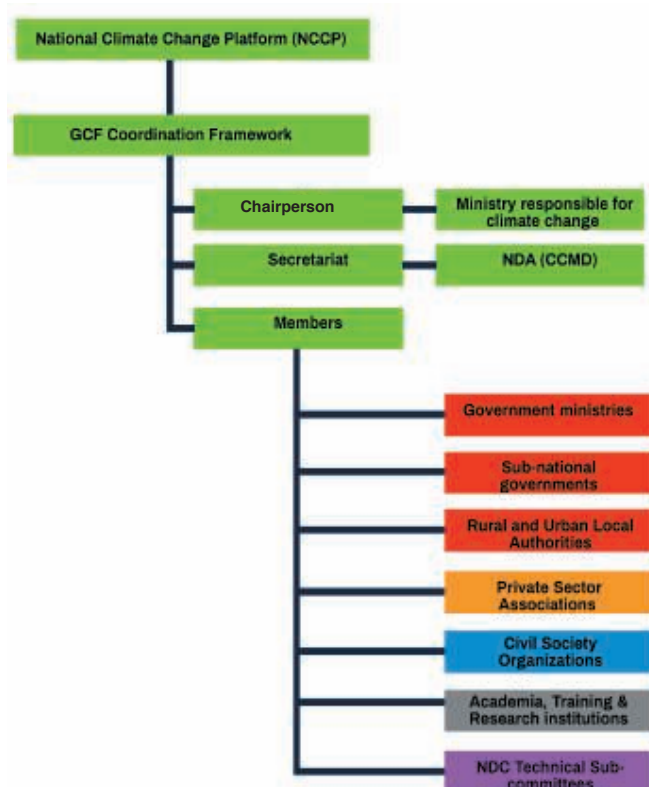 National Climate Change Platform (NCCP)
GCF Coordination Framework
Chairperson
Ministry responsible for
climate change
Secretariat
NDA (CCMD)
Members
Government ministries
Sub-national
governments
Rural and Urban Local
Authorities
Private Sector
Associations
Civil Society
Organizations
Academia, Training &
Research institutions
NDC Technical Sub-
committees